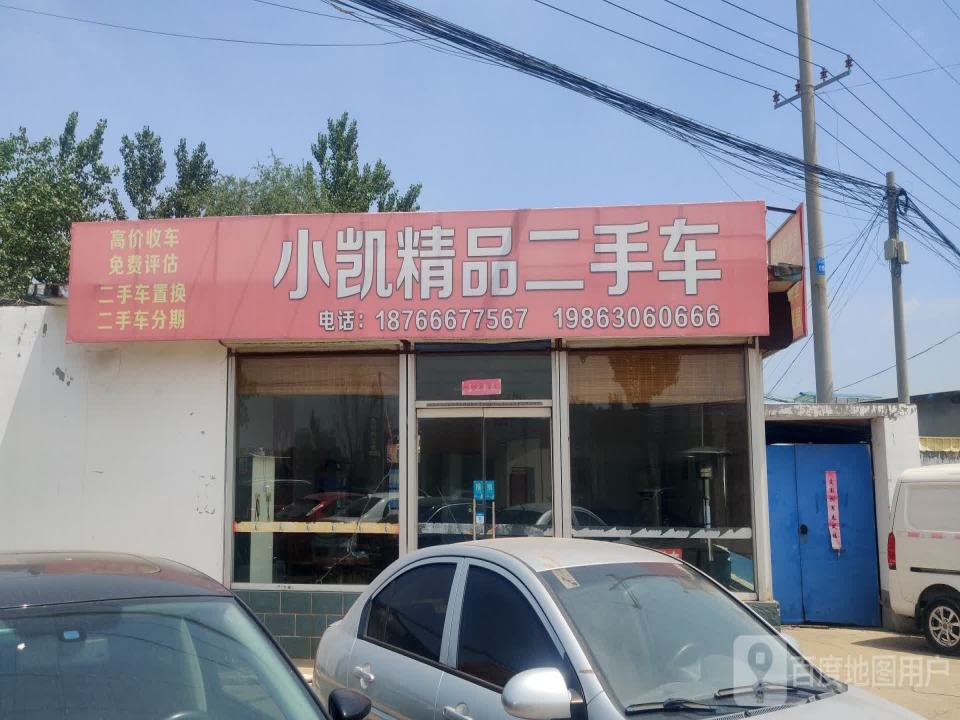 高价收车
免费评估
二手车置换
二手车分期
小凯精品二手车
电话：18766677567 19863060666
百度地图用户